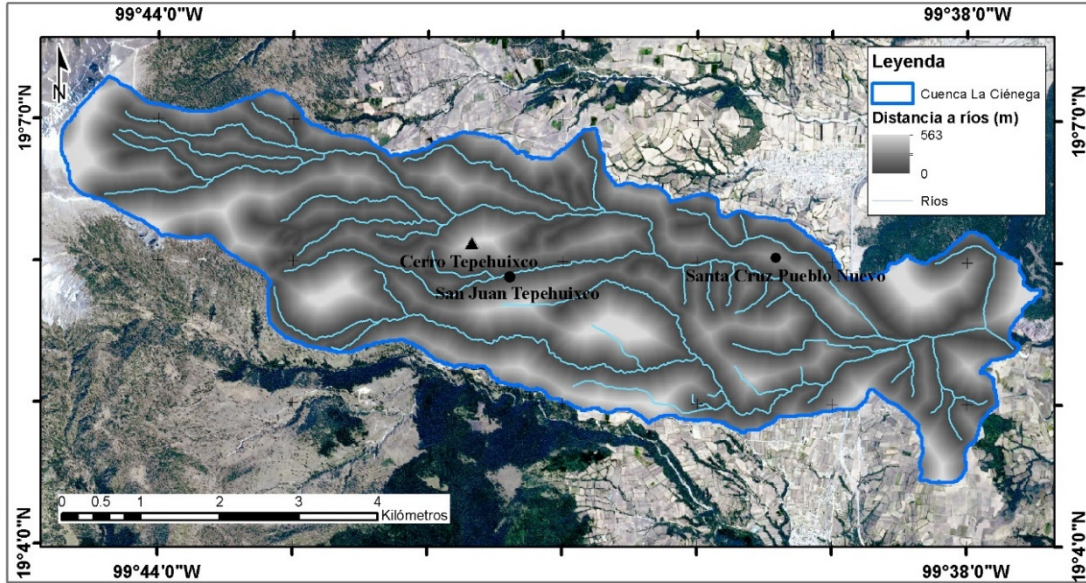 99°44'0"W
99°38'0"W
N
19°7'0"N
19°7'0"N
Leyenda
Cuenca La Ciénega
Distancia a ríos (m)
563
0
Ríos
Cerro Tepehuixco
San Juan Tepehuixco
Santa Cruz Pueblo Nuevo
0 0.5 1 2 3 4
Kilómetros
19°4'0"N
19°4'0"N
99°44'0"W
99°38'0"W